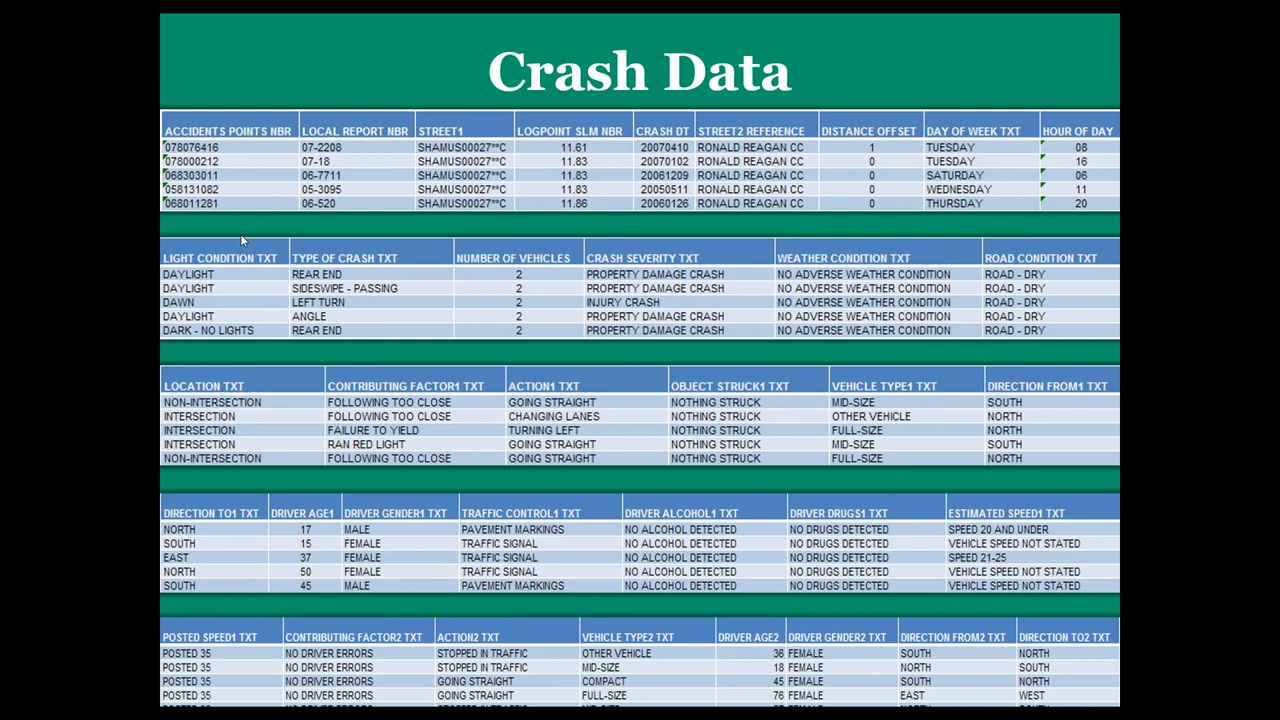 Crash Data
ACCIDENTS POINTS NBR LOCAL REPORT NBR STREET1 LOGPOINT SLM NBR CRASH DT STREET2 REFERENCE DISTANCE OFFSET DAY OF WEEK TXT HOUR OF DAY
078076416 07-2208 SHAMUS00027**C 11.61 20070410 RONALD REAGAN CC 1 TUESDAY 08
078000212 07-18 SHAMUS00027**C 11.83 20070102 RONALD REAGAN CC 0 TUESDAY 16
068303011 06-7711 SHAMUS00027**C 11.83 20061209 RONALD REAGAN CC 0 SATURDAY 06
058131082 05-3095 SHAMUS00027**C 11.83 20050511 RONALD REAGAN CC 0 WEDNESDAY 11
068011281 06-520 SHAMUS00027**C 11.86 20060126 RONALD REAGAN CC 0 THURSDAY 20
LIGHT CONDITION TXT TYPE OF CRASH TXT NUMBER OF VEHICLES CRASH SEVERITY TXT WEATHER CONDITION TXT ROAD CONDITION TXT
DAYLIGHT REAR END 2 PROPERTY DAMAGE CRASH NO ADVERSE WEATHER CONDITION ROAD - DRY
DAYLIGHT SIDESWIPE - PASSING 2 PROPERTY DAMAGE CRASH NO ADVERSE WEATHER CONDITION ROAD - DRY
DAWN LEFT TURN 2 INJURY CRASH NO ADVERSE WEATHER CONDITION ROAD - DRY
DAYLIGHT ANGLE 2 PROPERTY DAMAGE CRASH NO ADVERSE WEATHER CONDITION ROAD - DRY
DARK - NO LIGHTS REAR END 2 PROPERTY DAMAGE CRASH NO ADVERSE WEATHER CONDITION ROAD - DRY
LOCATION TXT CONTRIBUTING FACTOR1 TXT ACTION1 TXT OBJECT STRUCK1 TXT VEHICLE TYPE1 TXT DIRECTION FROM1 TXT
NON-INTERSECTION FOLLOWING TOO CLOSE GOING STRAIGHT NOTHING STRUCK MID-SIZE SOUTH
INTERSECTION FOLLOWING TOO CLOSE CHANGING LANES NOTHING STRUCK OTHER VEHICLE NORTH
INTERSECTION FAILURE TO YIELD TURNING LEFT NOTHING STRUCK FULL-SIZE NORTH
INTERSECTION RAN RED LIGHT GOING STRAIGHT NOTHING STRUCK MID-SIZE SOUTH
NON-INTERSECTION FOLLOWING TOO CLOSE GOING STRAIGHT NOTHING STRUCK FULL-SIZE NORTH
DIRECTION TO1 TXT DRIVER AGE1 DRIVER GENDER1 TXT TRAFFIC CONTROL1 TXT DRIVER ALCOHOL1 TXT DRIVER DRUGS1 TXT ESTIMATED SPEED1 TXT
NORTH 17 MALE PAVEMENT MARKINGS NO ALCOHOL DETECTED NO DRUGS DETECTED SPEED 20 AND UNDER
SOUTH 15 FEMALE TRAFFIC SIGNAL NO ALCOHOL DETECTED NO DRUGS DETECTED VEHICLE SPEED NOT STATED
EAST 37 FEMALE TRAFFIC SIGNAL NO ALCOHOL DETECTED NO DRUGS DETECTED SPEED 21-25
NORTH 50 FEMALE TRAFFIC SIGNAL NO ALCOHOL DETECTED NO DRUGS DETECTED VEHICLE SPEED NOT STATED
SOUTH 45 MALE PAVEMENT MARKINGS NO ALCOHOL DETECTED NO DRUGS DETECTED VEHICLE SPEED NOT STATED
POSTED SPEED1 TXT CONTRIBUTING FACTOR2 TXT ACTION2 TXT VEHICLE TYPE2 TXT DRIVER AGE2 DRIVER GENDER2 TXT DIRECTION FROM2 TXT DIRECTION TO2 TXT
POSTED 35 NO DRIVER ERRORS STOPPED IN TRAFFIC OTHER VEHICLE 36 FEMALE SOUTH NORTH
POSTED 35 NO DRIVER ERRORS STOPPED IN TRAFFIC MID-SIZE 18 FEMALE NORTH SOUTH
POSTED 35 NO DRIVER ERRORS GOING STRAIGHT COMPACT 45 FEMALE SOUTH NORTH
POSTED 35 NO DRIVER ERRORS GOING STRAIGHT FULL-SIZE 76 FEMALE EAST WEST